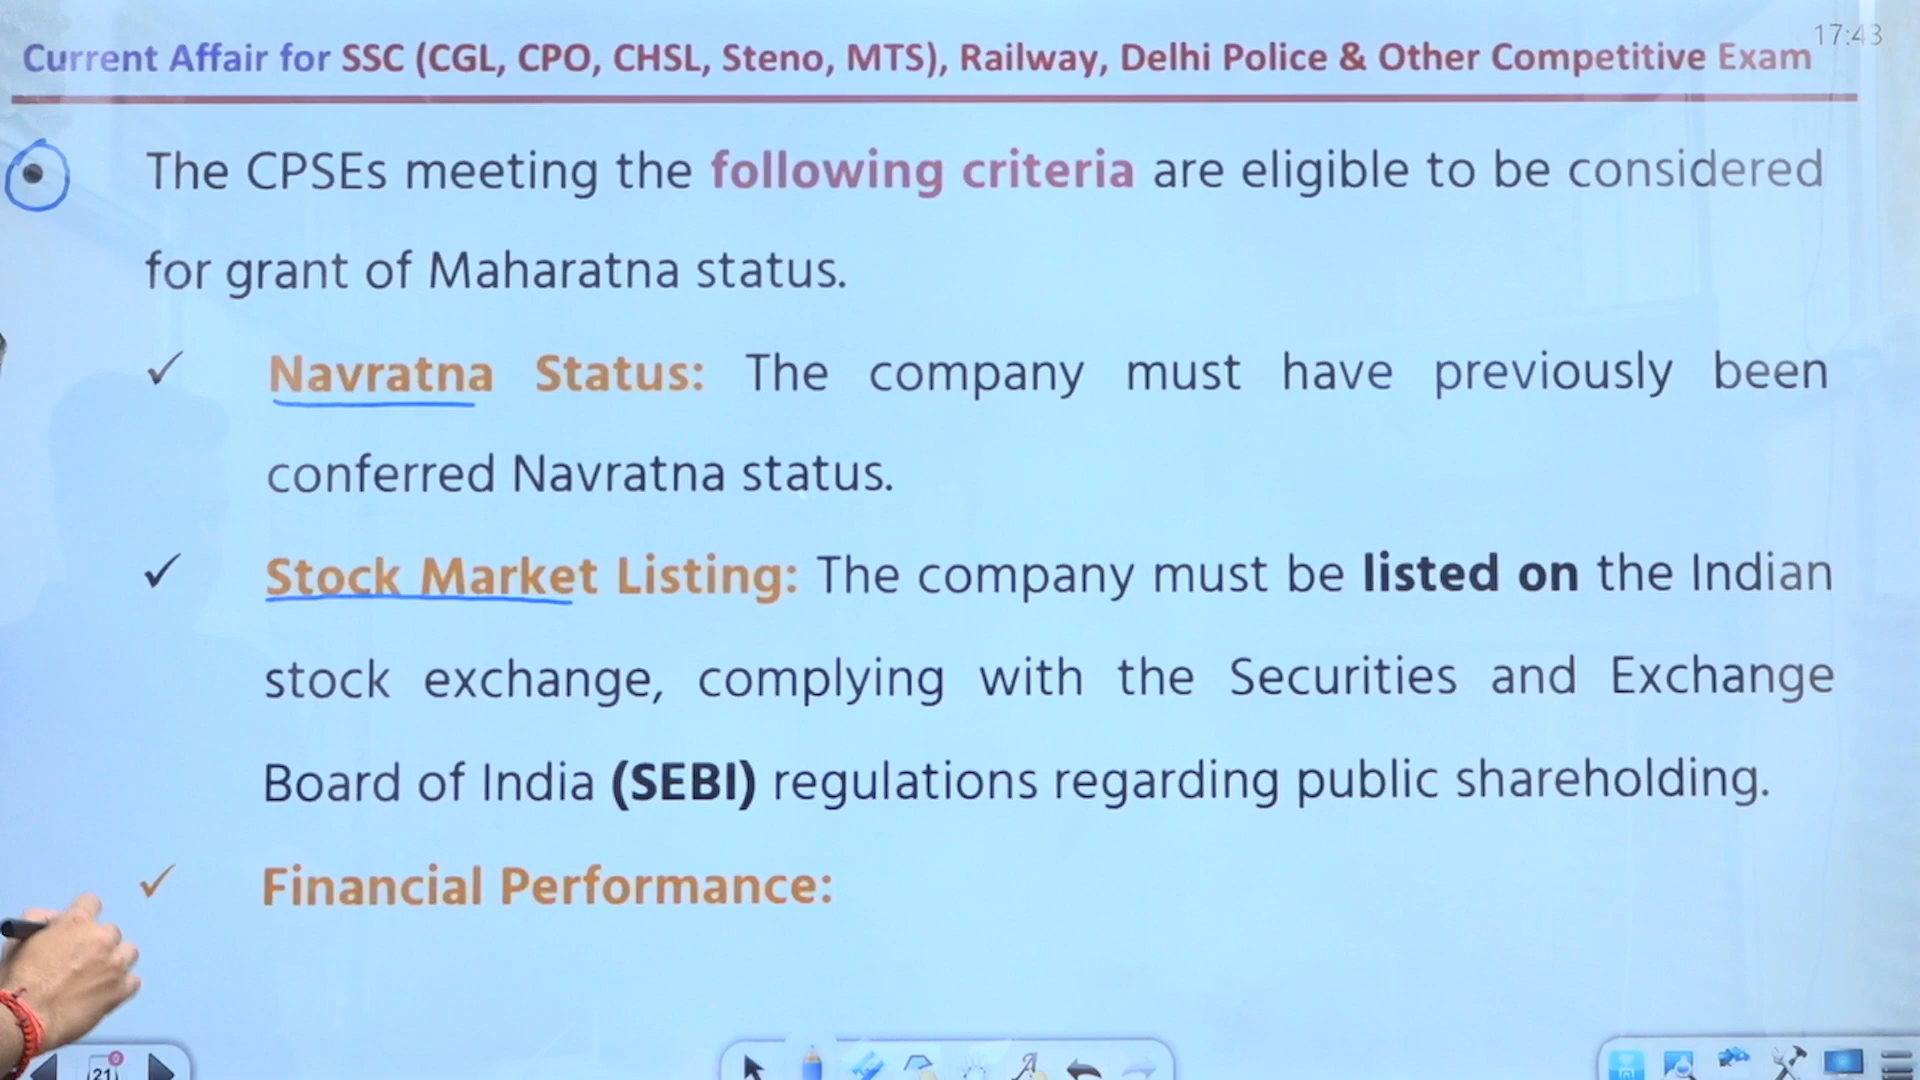 17:43
Current Affair for SSC (CGL, CPO, CHSL, Steno, MTS), Railway, Delhi Police & Other Competitive Exam
The CPSEs meeting the following criteria are eligible to be considered
for grant of Maharatna status.
Navratna Status: The company must have previously been
conferred Navratna status.
Stock Market Listing: The company must be listed on the Indian
stock exchange, complying with the Securities and Exchange
Board of India (SEBI) regulations regarding public shareholding.
Financial Performance:
21
0